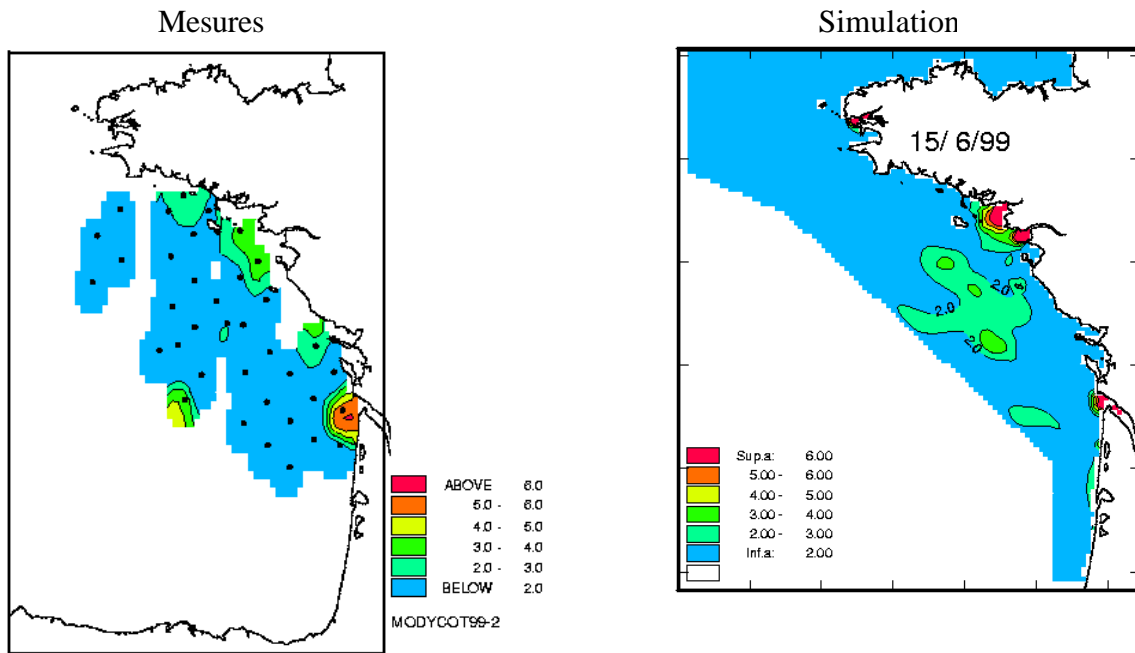 Mesures
Simulation
15/ 6/99
2.0
2.0
2.0
ABOVE 6.0
5.0 - 6.0
4.0 - 5.0
3.0 - 4.0
2.0 - 3.0
BELOW 2.0
MODYCOT99-2
Sup.a: 6.00
5.00 - 6.00
4.00 - 5.00
3.00 - 4.00
2.00 - 3.00
Inf.a: 2.00